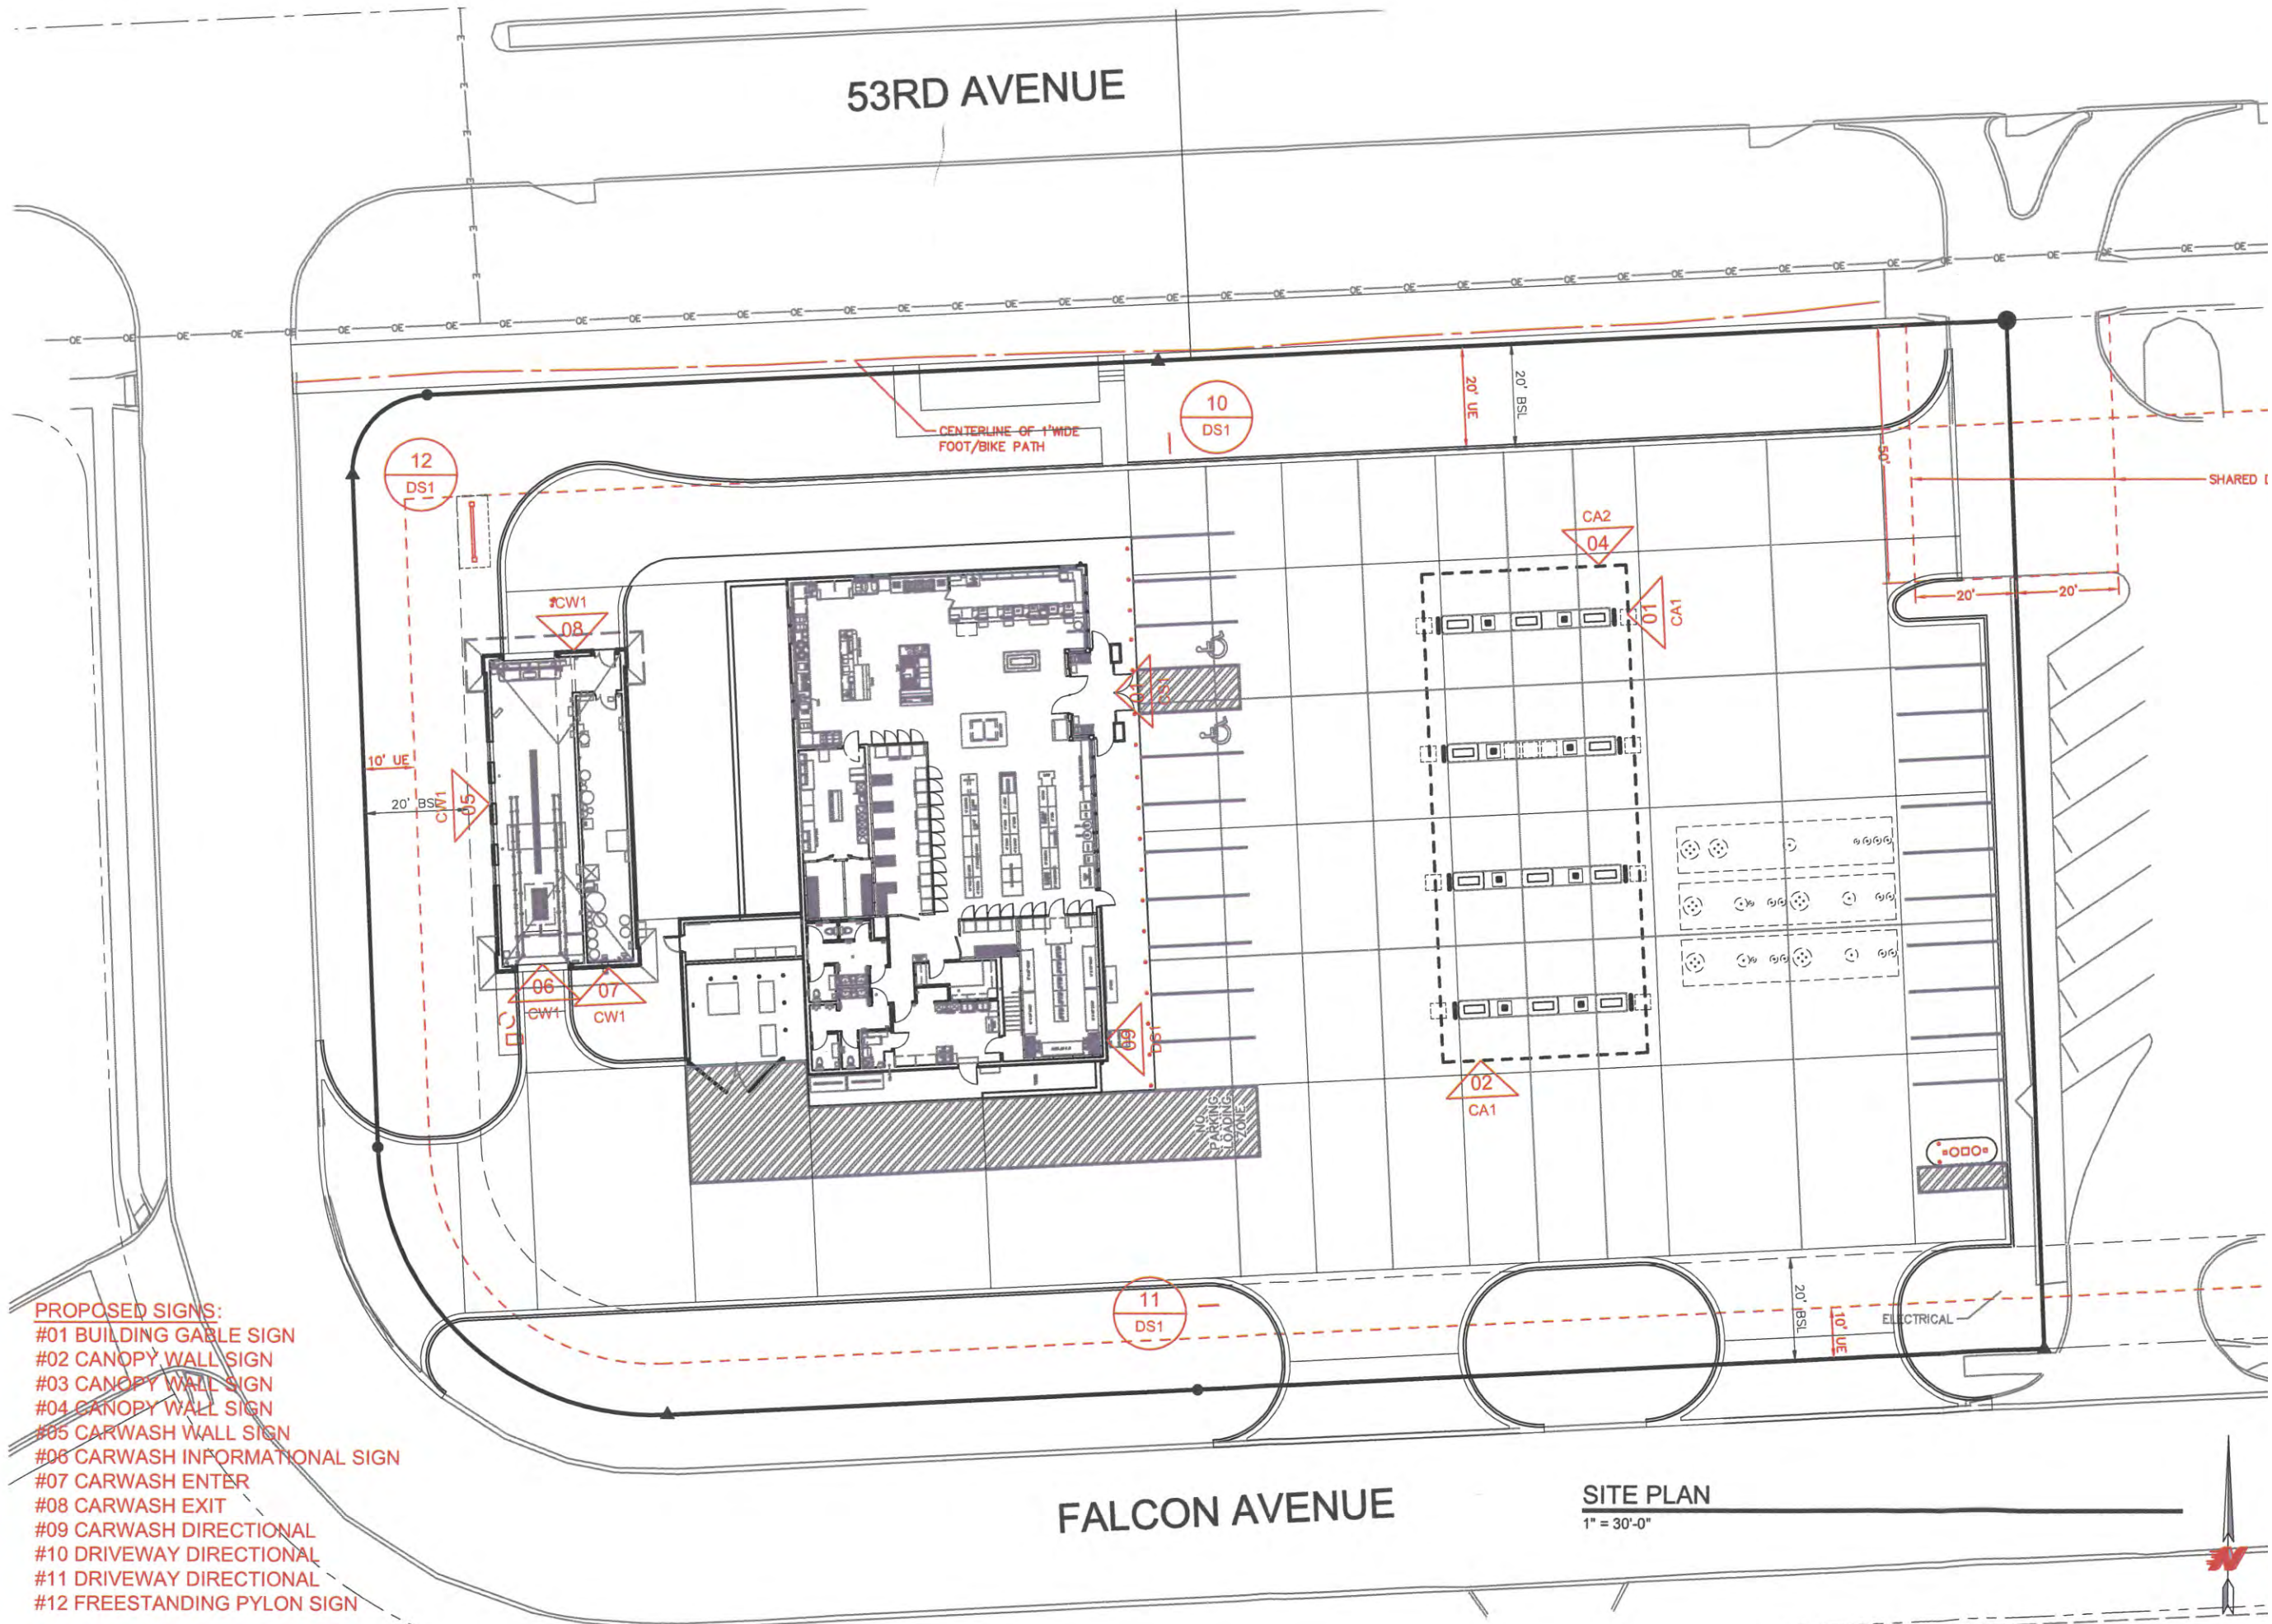 53RD AVENUE
CENTERLINE OF 1'WIDE
FOOT/BIKE PATH
10
DS1
20' UE
20' BSL
50'
12
DS1
SHARED D
CA2
04
01
CA1
20'
20'
*CW1
08
01
DS1
10' UE
20' BSL
CW1
05
06
CW1
07
CW1
09
DS1
02
CA1
NO
PARKING
LOADING
ZONE
11
DS1
20' BSL
10' UE
ELECTRICAL
PROPOSED SIGNS:
#01 BUILDING GABLE SIGN
#02 CANOPY WALL SIGN
#03 CANOPY WALL SIGN
#04 CANOPY WALL SIGN
#05 CARWASH WALL SIGN
#06 CARWASH INFORMATIONAL SIGN
#07 CARWASH ENTER
#08 CARWASH EXIT
#09 CARWASH DIRECTIONAL
#10 DRIVEWAY DIRECTIONAL
#11 DRIVEWAY DIRECTIONAL
#12 FREESTANDING PYLON SIGN
FALCON AVENUE
SITE PLAN
1" = 30'-0"
N